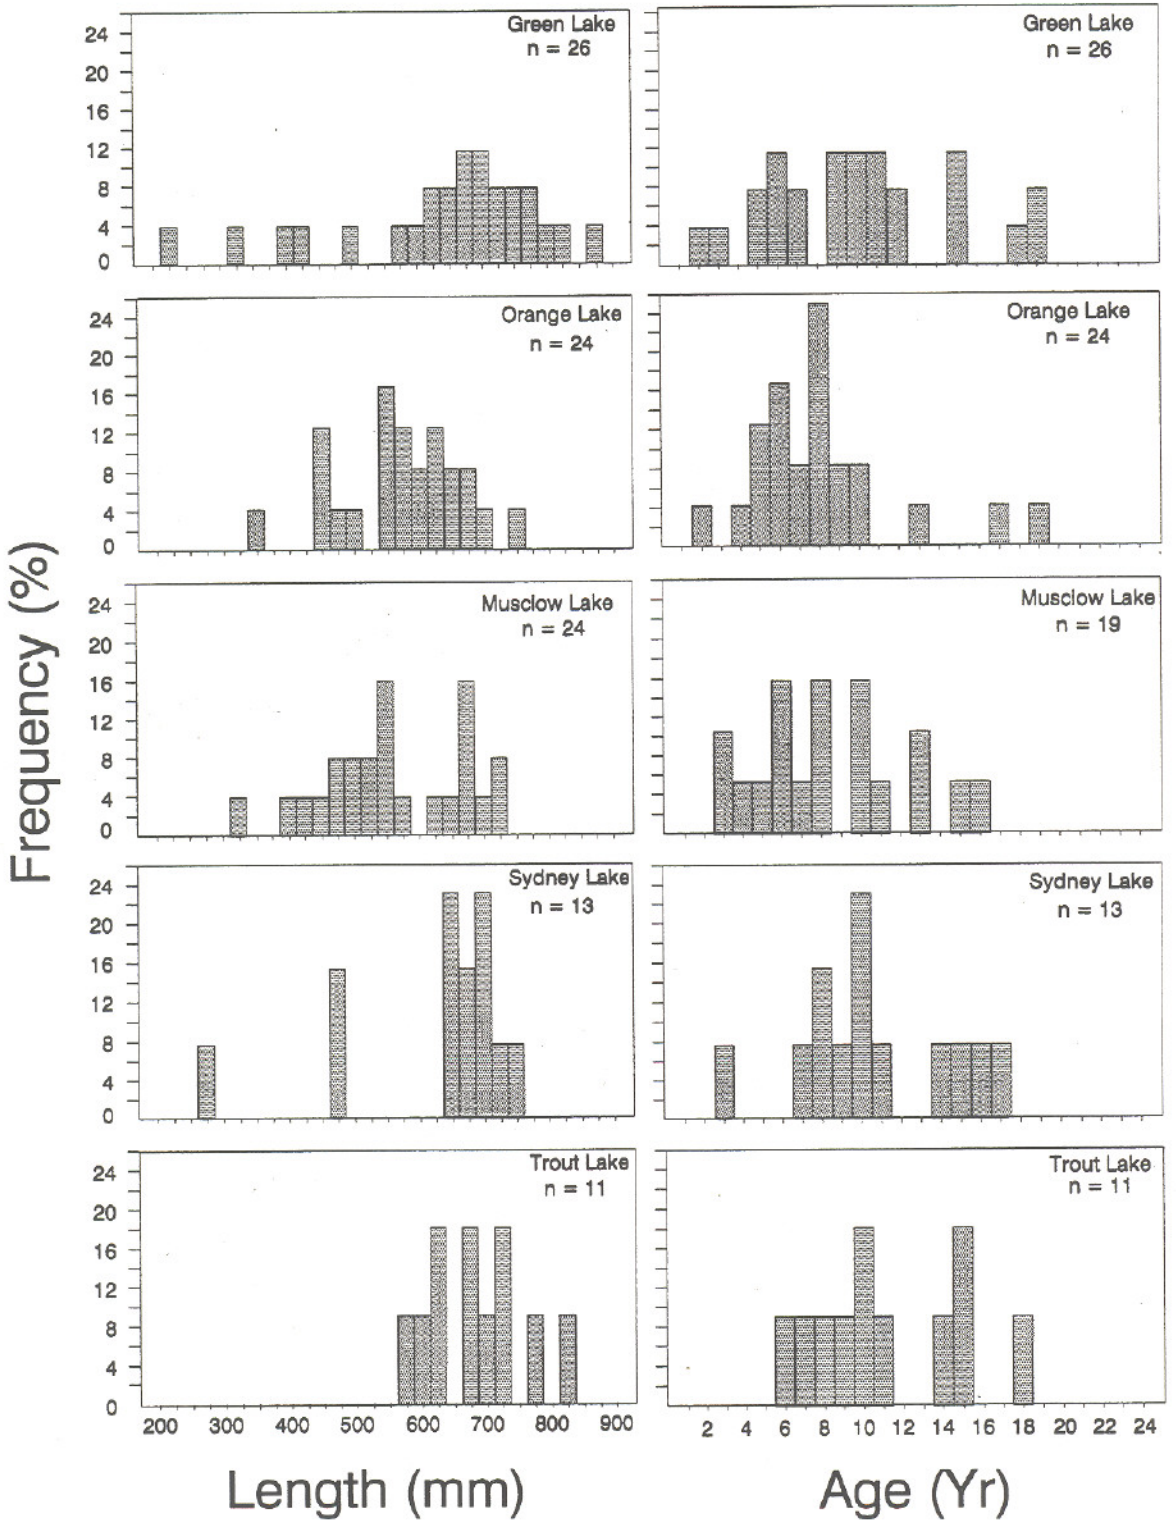 Green Lake
n = 26
24
20
16
12
8
4
0
Green Lake
n = 26
Orange Lake
n = 24
24
20
16
12
8
4
0
Orange Lake
n = 24
Musclow Lake
n = 24
24
20
16
12
8
4
0
Musclow Lake
n = 19
Sydney Lake
n = 13
24
20
16
12
8
4
0
Sydney Lake
n = 13
Trout Lake
n = 11
24
20
16
12
8
4
0
Trout Lake
n = 11
Frequency (%)
200 300 400 500 600 700 800 900
2 4 6 8 10 12 14 16 18 20 22 24
Length (mm)
Age (Yr)